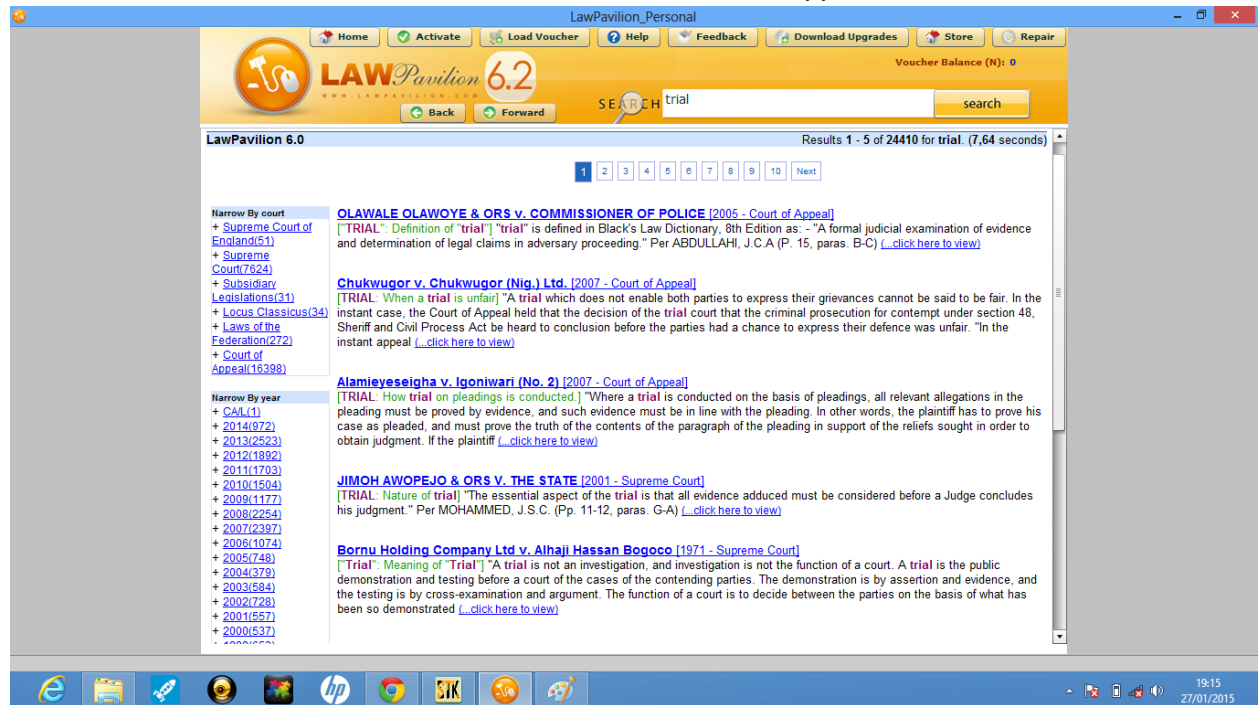 LawPavilion_Personal
Home Activate Load Voucher Help Feedback Download Upgrades Store Repair
Voucher Balance (N): 0
LAWPavilion 6.2
WWW.LAWPAVILION.COM
SEARCH trial search
Back Forward
LawPavilion 6.0 Results 1 - 5 of 24410 for trial. (7,64 seconds)
1 2 3 4 5 6 7 8 9 10 Next
Narrow By court
+ Supreme Court of
England(51)
+ Supreme
Court(7624)
+ Subsidiary
Legislations(31)
+ Locus Classicus(34)
+ Laws of the
Federation(272)
+ Court of
Appeal(16398)
Narrow By year
+ CA/L(1)
+ 2014(972)
+ 2013(2523)
+ 2012(1892)
+ 2011(1703)
+ 2010(1504)
+ 2009(1177)
+ 2008(2254)
+ 2007(2397)
+ 2006(1074)
+ 2005(748)
+ 2004(379)
+ 2003(584)
+ 2002(728)
+ 2001(557)
+ 2000(537)
OLAWALE OLAWOYE & ORS v. COMMISSIONER OF POLICE [2005 - Court of Appeal]
["TRIAL": Definition of "trial"] "trial" is defined in Black's Law Dictionary, 8th Edition as: - "A formal judicial examination of evidence
and determination of legal claims in adversary proceeding." Per ABDULLAHI, J.C.A (P. 15, paras. B-C) (...click here to view)
Chukwugor v. Chukwugor (Nig.) Ltd. [2007 - Court of Appeal]
[TRIAL: When a trial is unfair] "A trial which does not enable both parties to express their grievances cannot be said to be fair. In the
instant case, the Court of Appeal held that the decision of the trial court that the criminal prosecution for contempt under section 48,
Sheriff and Civil Process Act be heard to conclusion before the parties had a chance to express their defence was unfair. "In the
instant appeal (...click here to view)
Alamieyeseigha v. Igoniwari (No. 2) [2007 - Court of Appeal]
[TRIAL: How trial on pleadings is conducted.] "Where a trial is conducted on the basis of pleadings, all relevant allegations in the
pleading must be proved by evidence, and such evidence must be in line with the pleading. In other words, the plaintiff has to prove his
case as pleaded, and must prove the truth of the contents of the paragraph of the pleading in support of the reliefs sought in order to
obtain judgment. If the plaintiff (...click here to view)
JIMOH AWOPEJO & ORS V. THE STATE [2001 - Supreme Court]
[TRIAL: Nature of trial] "The essential aspect of the trial is that all evidence adduced must be considered before a Judge concludes
his judgment." Per MOHAMMED, J.S.C. (Pp. 11-12, paras. G-A) (...click here to view)
Bornu Holding Company Ltd v. Alhaji Hassan Bogoco [1971 - Supreme Court]
["Trial": Meaning of "Trial"] "A trial is not an investigation, and investigation is not the function of a court. A trial is the public
demonstration and testing before a court of the cases of the contending parties. The demonstration is by assertion and evidence, and
the testing is by cross-examination and argument. The function of a court is to decide between the parties on the basis of what has
been so demonstrated (...click here to view)
hp
STK
19:15
27/01/2015